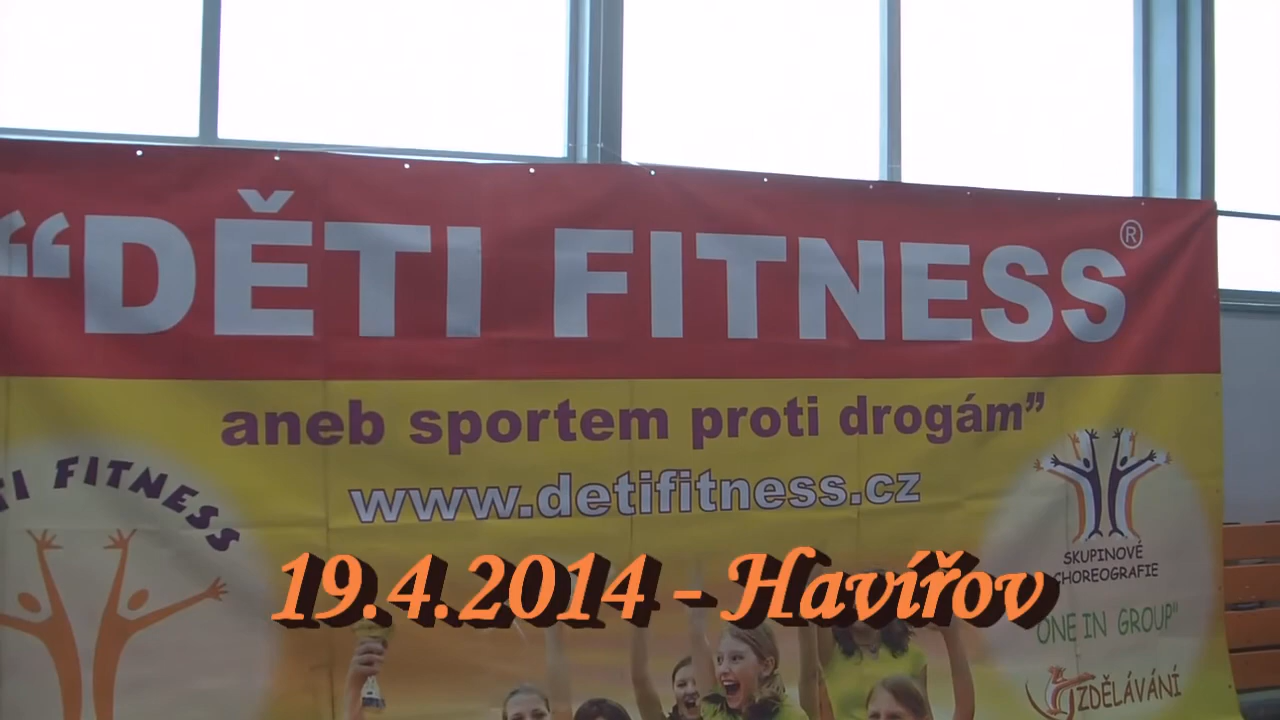 “DĚTI FITNESS®
aneb sportem proti drogám”
www.detifitness.cz
TI FITNESS
19.4.2014 - Havířov
SKUPINOVÉ
CHOREOGRAFIE
ONE IN GROUP"
VZDĚLÁVÁNÍ